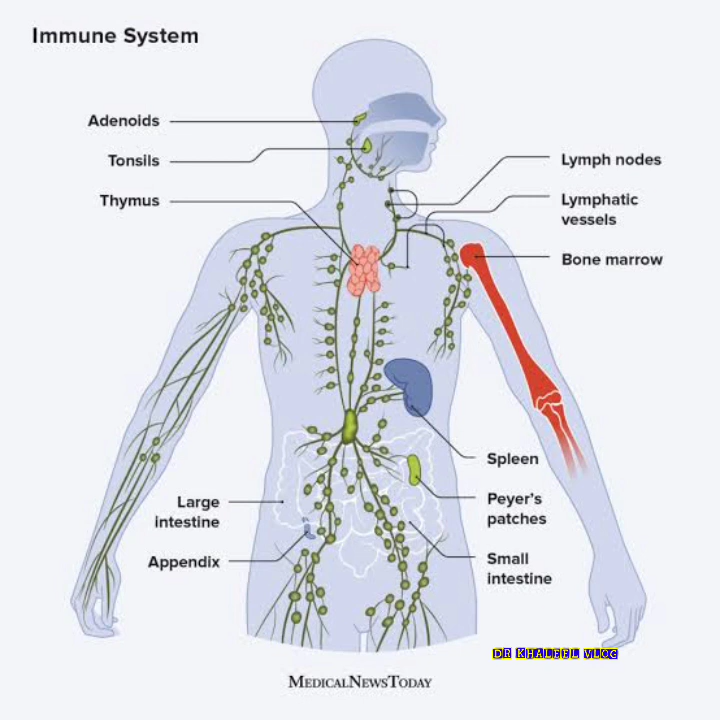 Immune System
Adenoids
Tonsils
Thymus
Lymph nodes
Lymphatic
vessels
Bone marrow
Spleen
Peyer's
patches
Large
intestine
Appendix
Small
intestine
DR KHALEEL VLOG
MEDICALNEWSTODAY